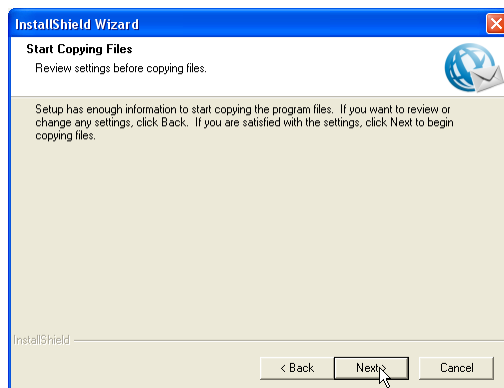 InstallShield Wizard
Start Copying Files
Review settings before copying files.
Setup has enough information to start copying the program files.  If you want to review or
change any settings, click Back.  If you are satisfied with the settings, click Next to begin
copying files.
InstallShield
< Back
Next >
Cancel